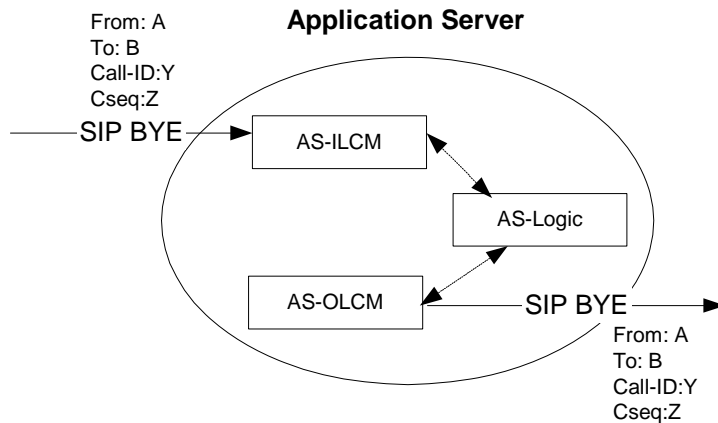 Application Server
From: A
To: B
Call-ID:Y
Cseq:Z
SIP BYE
AS-ILCM
AS-Logic
AS-OLCM
SIP BYE
From: A
To: B
Call-ID:Y
Cseq:Z